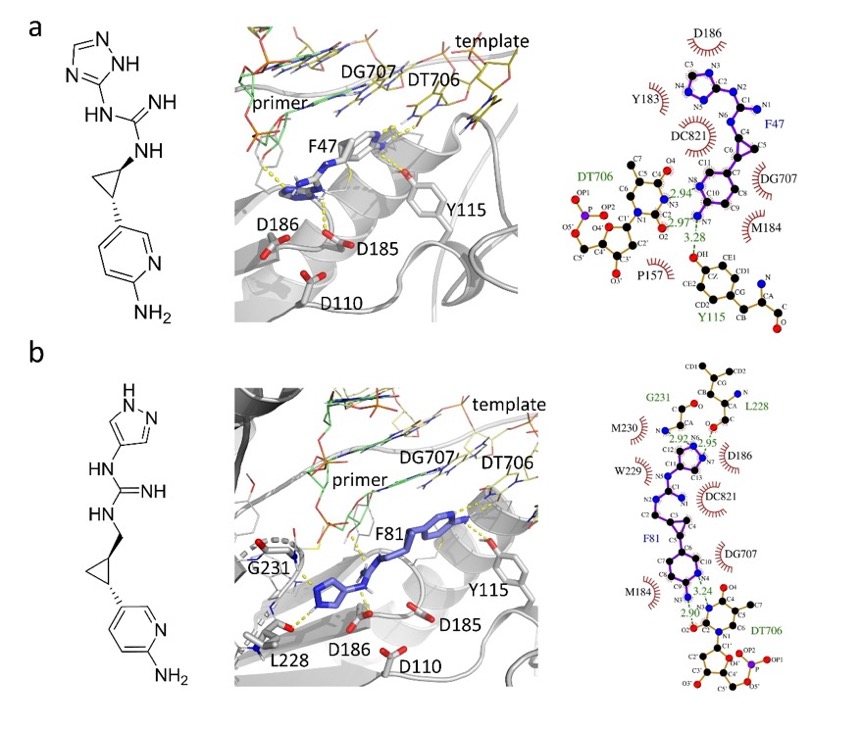 a
N
N
NH
N
HN
NH
NH
N
NH2
template
DG707
DT706
primer
F47
Y115
D186
D185
D110
D186
C3
N3
N4
C2
N2
N5
C1
N1
Y183
N6
F47
C4
DC821
C5
C6
C7
O4
C11
C7
C5
C4
N8
DG707
DT706
2.94
C10
C8
C6
N3
C9
OP1
N1
C2
2.97
N7
M184
P
OP2
O2
3.28
O5'
O4'
C1'
C2'
OH
C5'
C4'
C3'
CE1
P157
CZ
CD1
N
O3'
CE2
CG
CA
CD2
C
CB
O
Y115
b
H
N
N
HN
NH
HN
N
NH2
template
DG707
DT706
primer
F81
G231
Y115
D185
D186
L228
D110
CD1
CD2
CG
G231
CB
N
O
C
CA
L228
CA
C
M230
N
O
2.92
N6
2.95
C12
N7
D186
W229
C11
C13
N5
C1
N2
N1
DC821
C2
C3
C4
F81
C5
C6
C7
C10
DG707
C8
N4
C9
M184
N3
3.24
O4
N3
C4
2.90
C7
C5
O2
C2
C6
N1
DT706
C1'
OP2
C2'
O4'
OP1
P
C3'
C4'
O3'
C5'
O5'